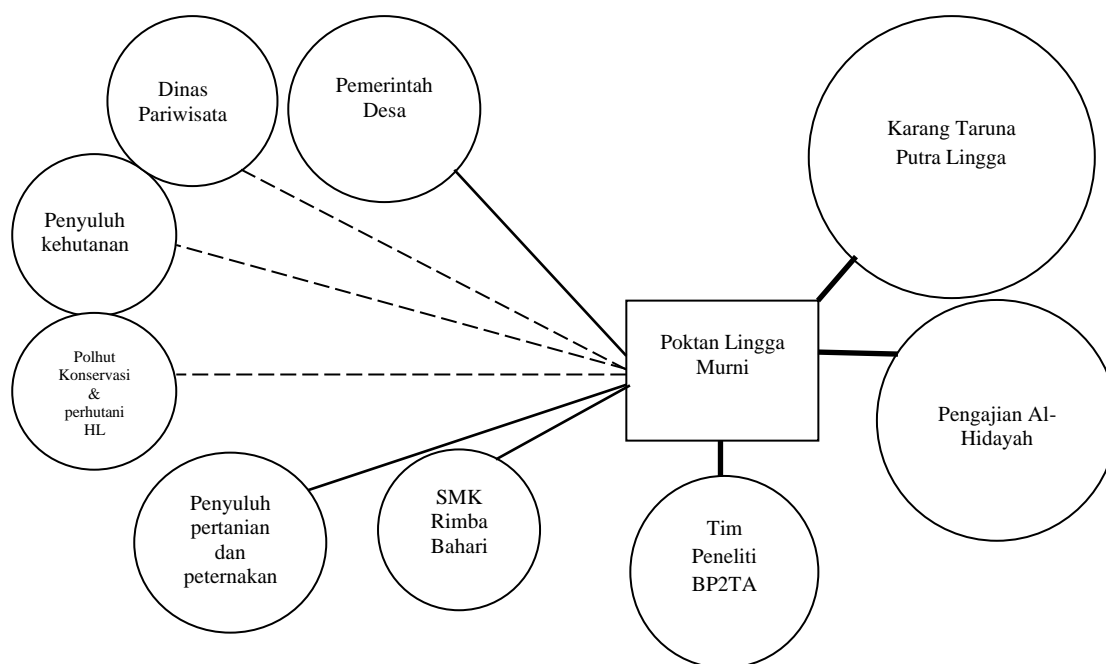 Dinas
Pariwisata
Pemerintah
Desa
Karang Taruna
Putra Lingga
Penyuluh
kehutanan
Poktan Lingga
Murni
Polhut
Konservasi
&
perhutani
HL
Pengajian Al-
Hidayah
Penyuluh
pertanian
dan
peternakan
SMK
Rimba
Bahari
Tim
Peneliti
BP2TA